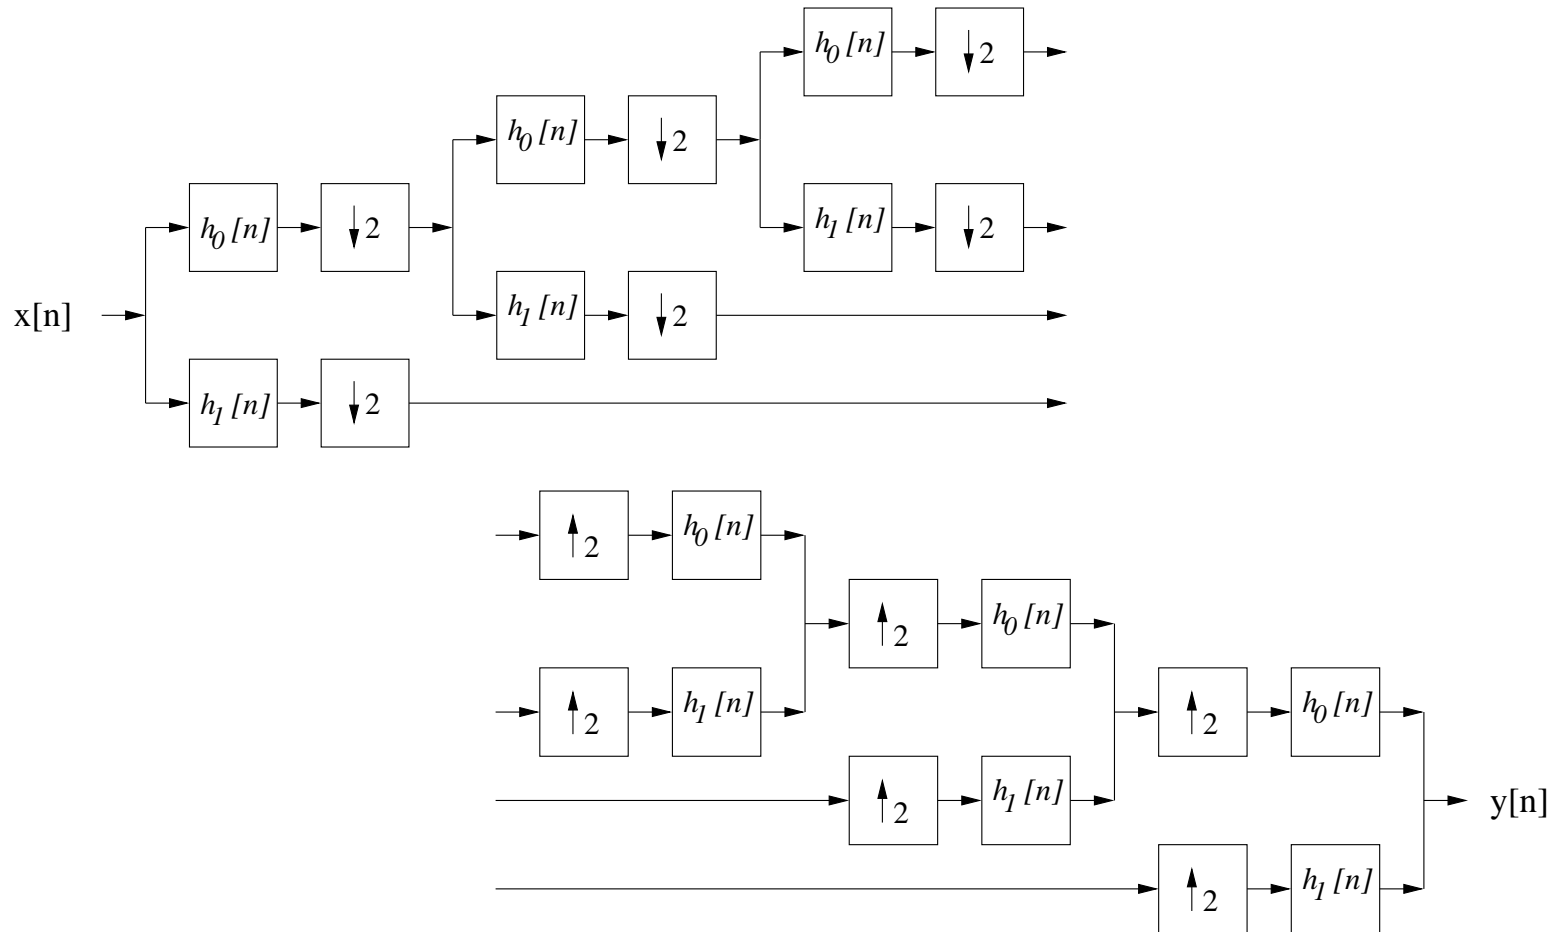 h0[n] ↓2
h0[n] ↓2
h0[n] ↓2 h1[n] ↓2
x[n] h1[n] ↓2
h1[n] ↓2
↑2 h0[n]
↑2 h0[n]
↑2 h1[n] ↑2 h0[n]
↑2 h1[n] y[n]
↑2 h1[n]